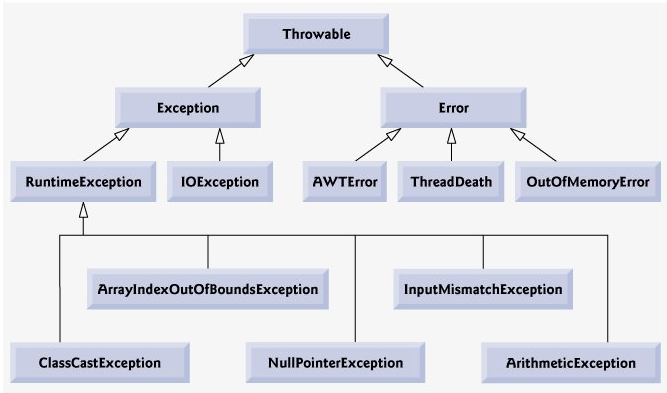 Throwable
Exception
Error
RuntimeException
IOException
AWTError
ThreadDeath
OutOfMemoryError
ArrayIndexOutOfBoundsException
InputMismatchException
ClassCastException
NullPointerException
ArithmeticException